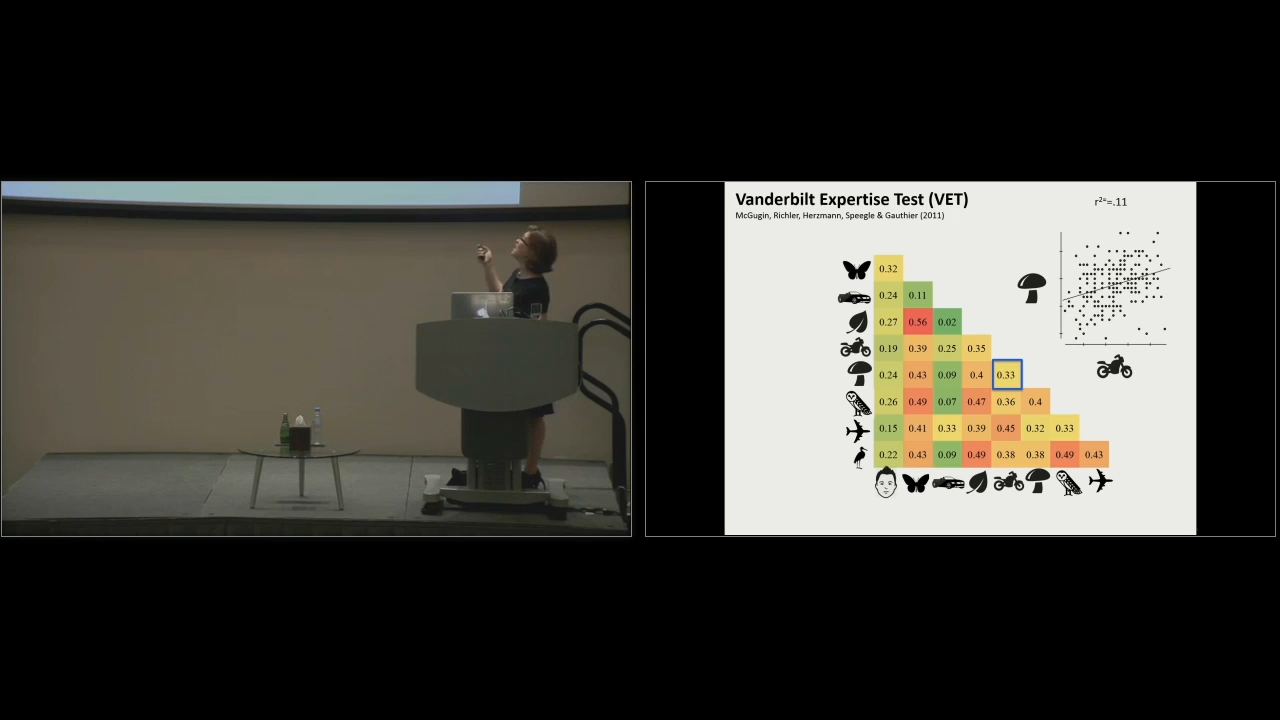 Vanderbilt Expertise Test (VET)
McGugin, Richler, Herzmann, Speegle & Gauthier (2011)
r²⁼=.11
0.32
0.24 0.11
0.27 0.56 0.02
0.19 0.39 0.25 0.35
0.24 0.43 0.09 0.4 0.33
0.26 0.49 0.07 0.47 0.36 0.4
0.15 0.41 0.33 0.39 0.45 0.32 0.33
0.22 0.43 0.09 0.49 0.38 0.38 0.49 0.43